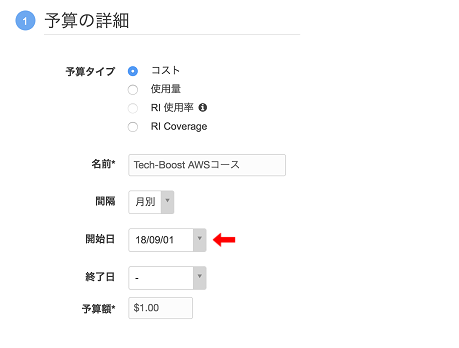 1 予算の詳細
予算タイプ コスト
使用量
RI 使用率 i
RI Coverage
名前* Tech-Boost AWSコース
間隔 月別
開始日 18/09/01
終了日 -
予算額* $1.00